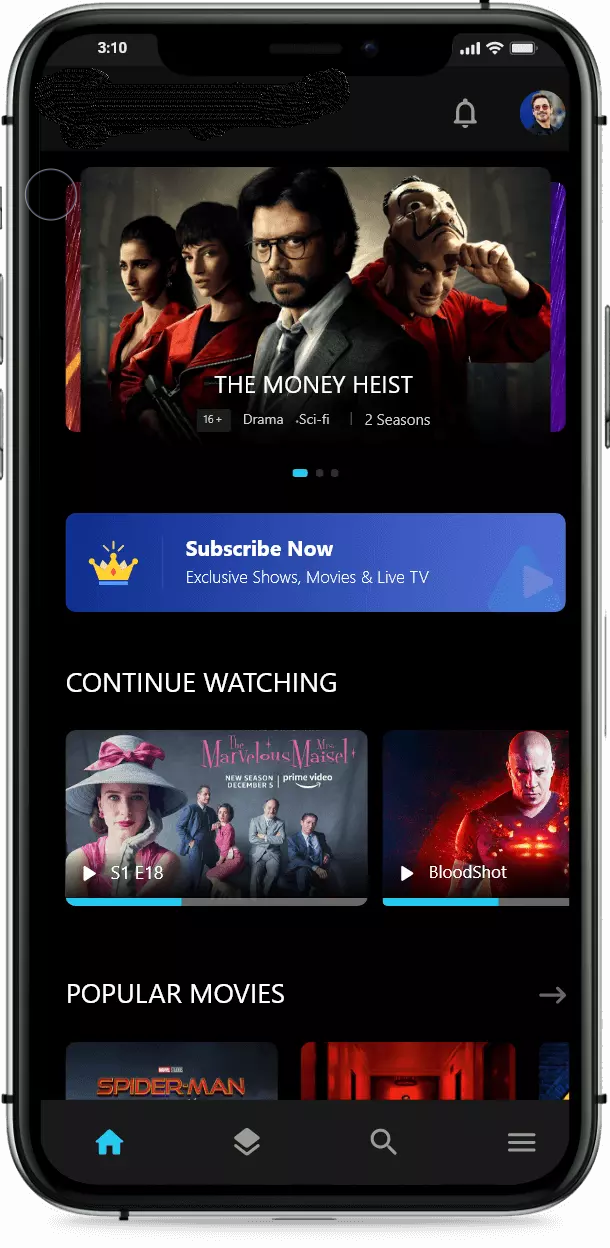 3:10
THE MONEY HEIST
16+ Drama .Sci-fi | 2 Seasons
Subscribe Now
Exclusive Shows, Movies & Live TV
CONTINUE WATCHING
The Marvelous Mrs. Maisel
NEW SEASON
DECEMBER 5 | prime video
S1 E18
BloodShot
POPULAR MOVIES
MARVEL STUDIOS
SPIDER-MAN